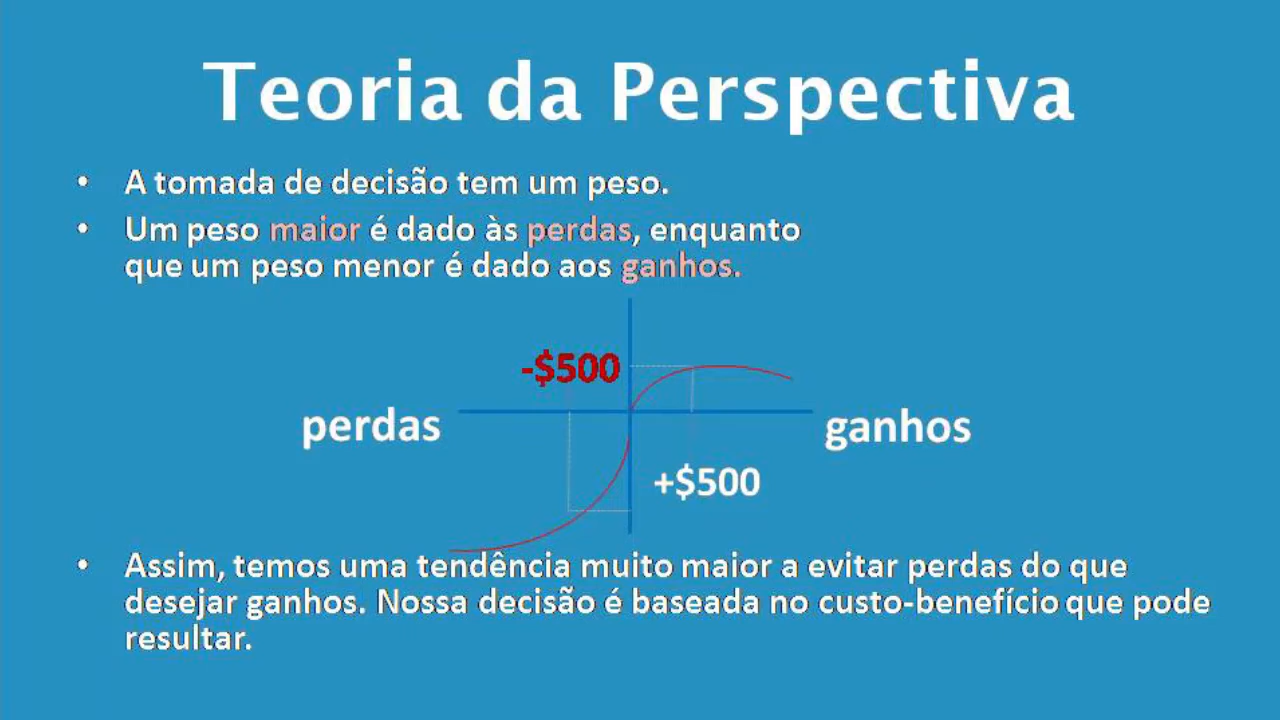 Teoria da Perspectiva
• A tomada de decisão tem um peso.
• Um peso maior é dado às perdas, enquanto
que um peso menor é dado aos ganhos.
-$500
perdas
ganhos
+$500
• Assim, temos uma tendência muito maior a evitar perdas do que
desejar ganhos. Nossa decisão é baseada no custo-benefício que pode
resultar.